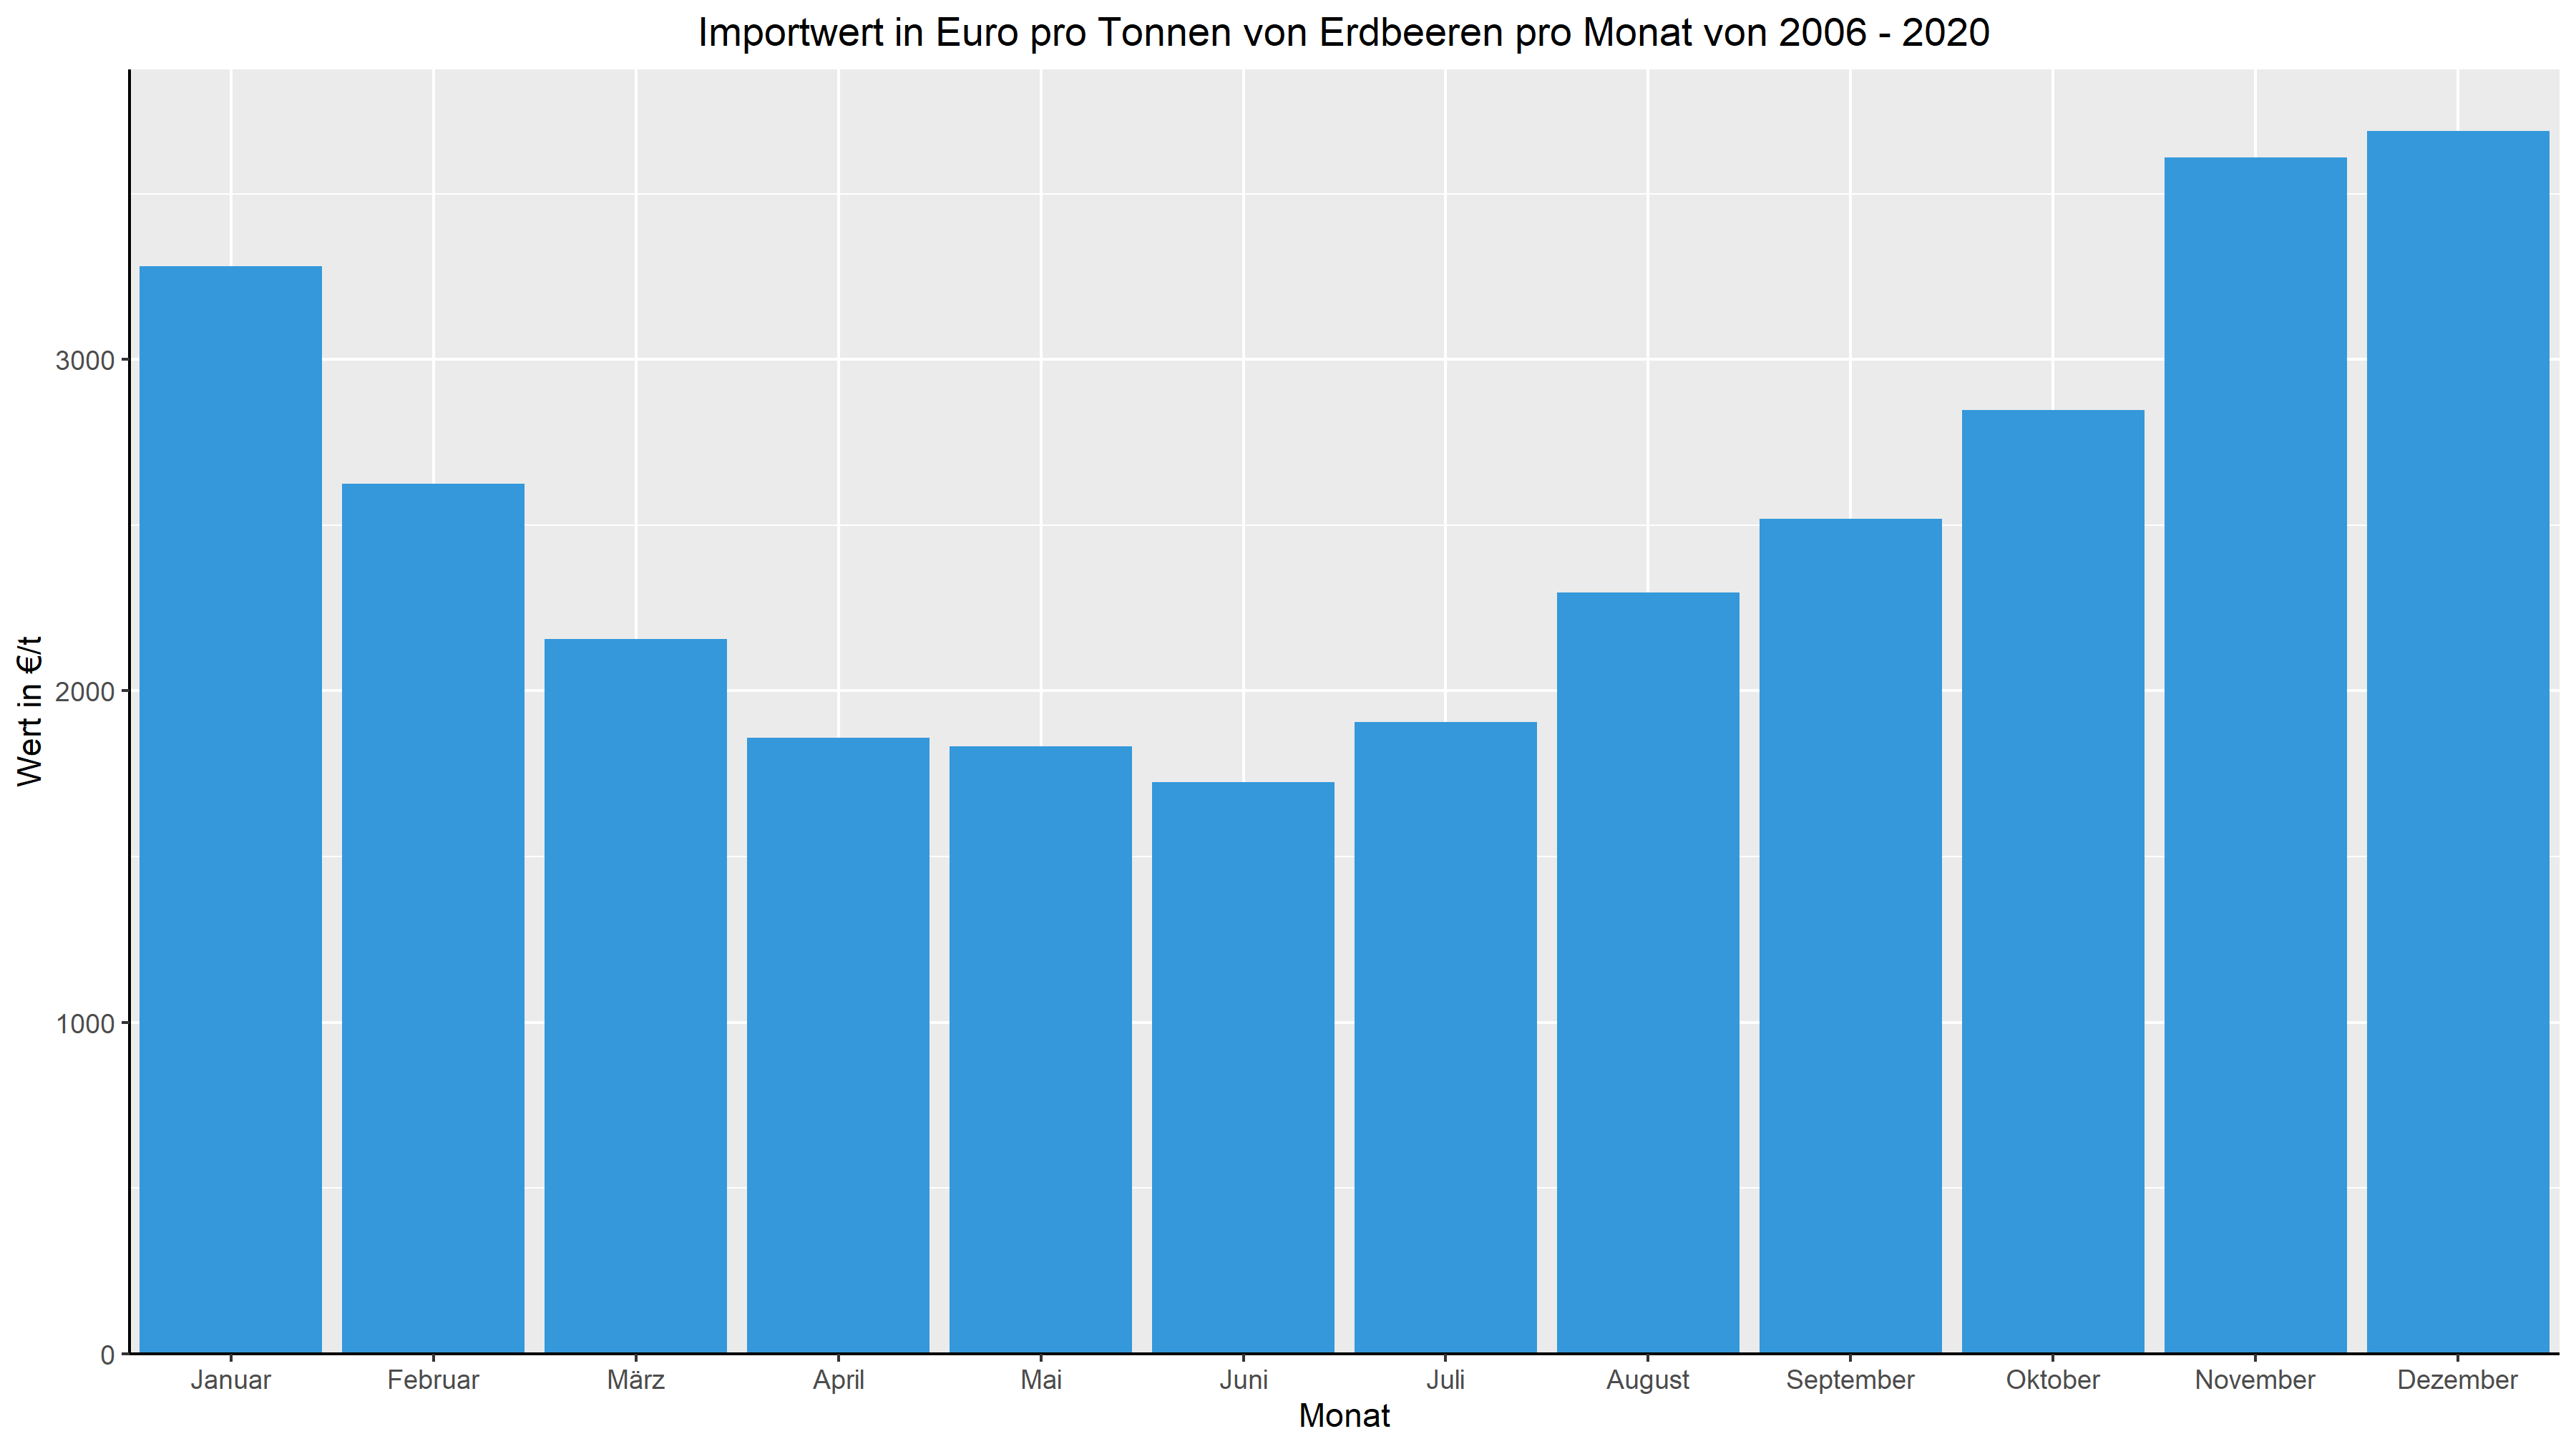 Importwert in Euro pro Tonnen von Erdbeeren pro Monat von 2006 - 2020
Wert in €/t
3000
2000
1000
0
Januar Februar März April Mai Juni Juli August September Oktober November Dezember
Monat